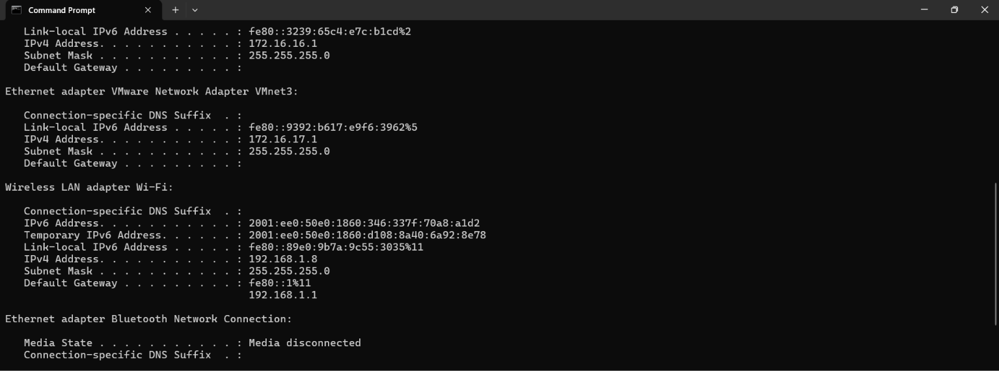 Command Prompt
   Link-local IPv6 Address . . . . . : fe80::3239:65c4:e7c:b1cd%2
   IPv4 Address. . . . . . . . . . . : 172.16.16.1
   Subnet Mask . . . . . . . . . . . : 255.255.255.0
   Default Gateway . . . . . . . . . :
Ethernet adapter VMware Network Adapter VMnet3:
   Connection-specific DNS Suffix  . :
   Link-local IPv6 Address . . . . . : fe80::9392:b617:e9f6:3962%5
   IPv4 Address. . . . . . . . . . . : 172.16.17.1
   Subnet Mask . . . . . . . . . . . : 255.255.255.0
   Default Gateway . . . . . . . . . :
Wireless LAN adapter Wi-Fi:
   Connection-specific DNS Suffix  . :
   IPv6 Address. . . . . . . . . . . : 2001:ee0:50e0:1860:346:337f:70a8:a1d2
   Temporary IPv6 Address. . . . . . : 2001:ee0:50e0:1860:d108:8a40:6a92:8e78
   Link-local IPv6 Address . . . . . : fe80::89e0:9b7a:9c55:3035%11
   IPv4 Address. . . . . . . . . . . : 192.168.1.8
   Subnet Mask . . . . . . . . . . . : 255.255.255.0
   Default Gateway . . . . . . . . . : fe80::1%11
                                       192.168.1.1
Ethernet adapter Bluetooth Network Connection:
   Media State . . . . . . . . . . . : Media disconnected
   Connection-specific DNS Suffix  . :